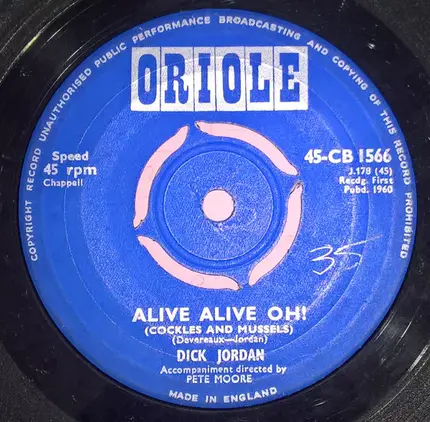 COPYRIGHT RECORD UNAUTHORISED PUBLIC PERFORMANCE BROADCASTING AND COPYING OF THIS RECORD PROHIBITED
ORIOLE
Speed
45 rpm
Chappell
45-CB 1566
J.178 (45)
Recdg. First
Pubd. 1960
35
ALIVE ALIVE OH!
(COCKLES AND MUSSELS)
(Devereaux—Jordan)
DICK JORDAN
Accompaniment directed by
PETE MOORE
MADE IN ENGLAND